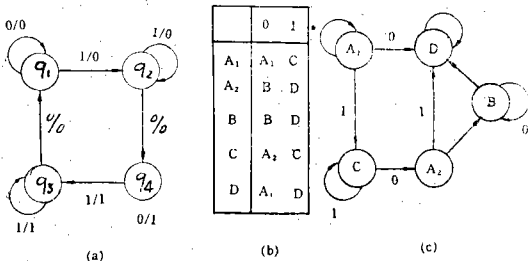 0/0
q₁
1/0
q₂
1/0
0/0
0/0
q₃
1/1
q₄
1/1
0/1
(a)
0 1
A₁ A₁ C
A₂ B D
B B D
C A₂ C
D A₁ D
(b)
A₁
0
D
1
1
B
0
C
0
A₂
1
(c)